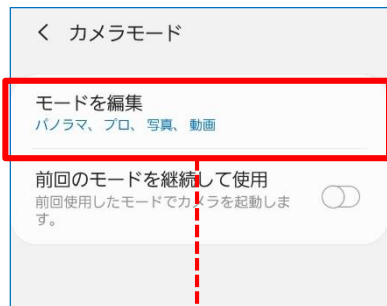 カメラモード
モードを編集
パノラマ、プロ、写真、動画
前回のモードを継続して使用
前回使用したモードでカメラを起動しま
す。